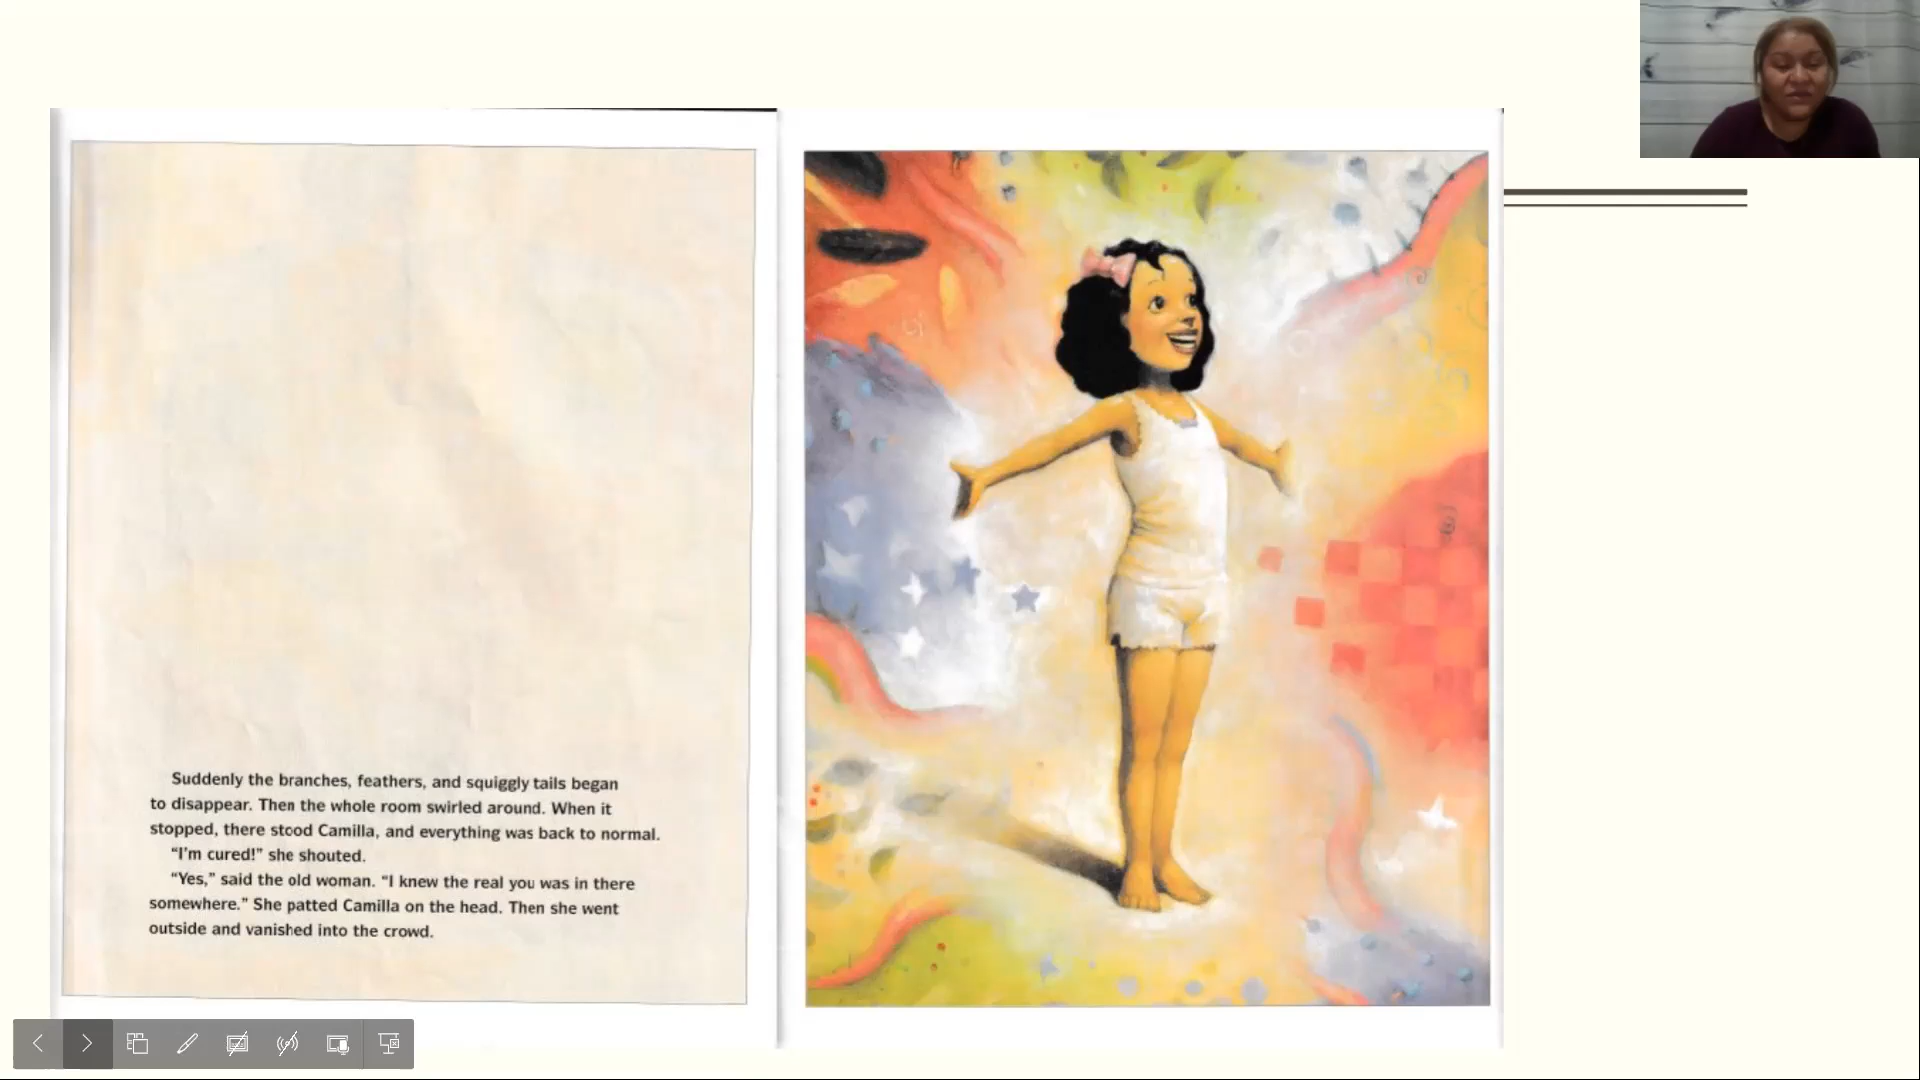 Suddenly the branches, feathers, and squiggly tails began
to disappear. Then the whole room swirled around. When it
stopped, there stood Camilla, and everything was back to normal.
“I’m cured!” she shouted.
“Yes,” said the old woman. “I knew the real you was in there
somewhere.” She patted Camilla on the head. Then she went
outside and vanished into the crowd.